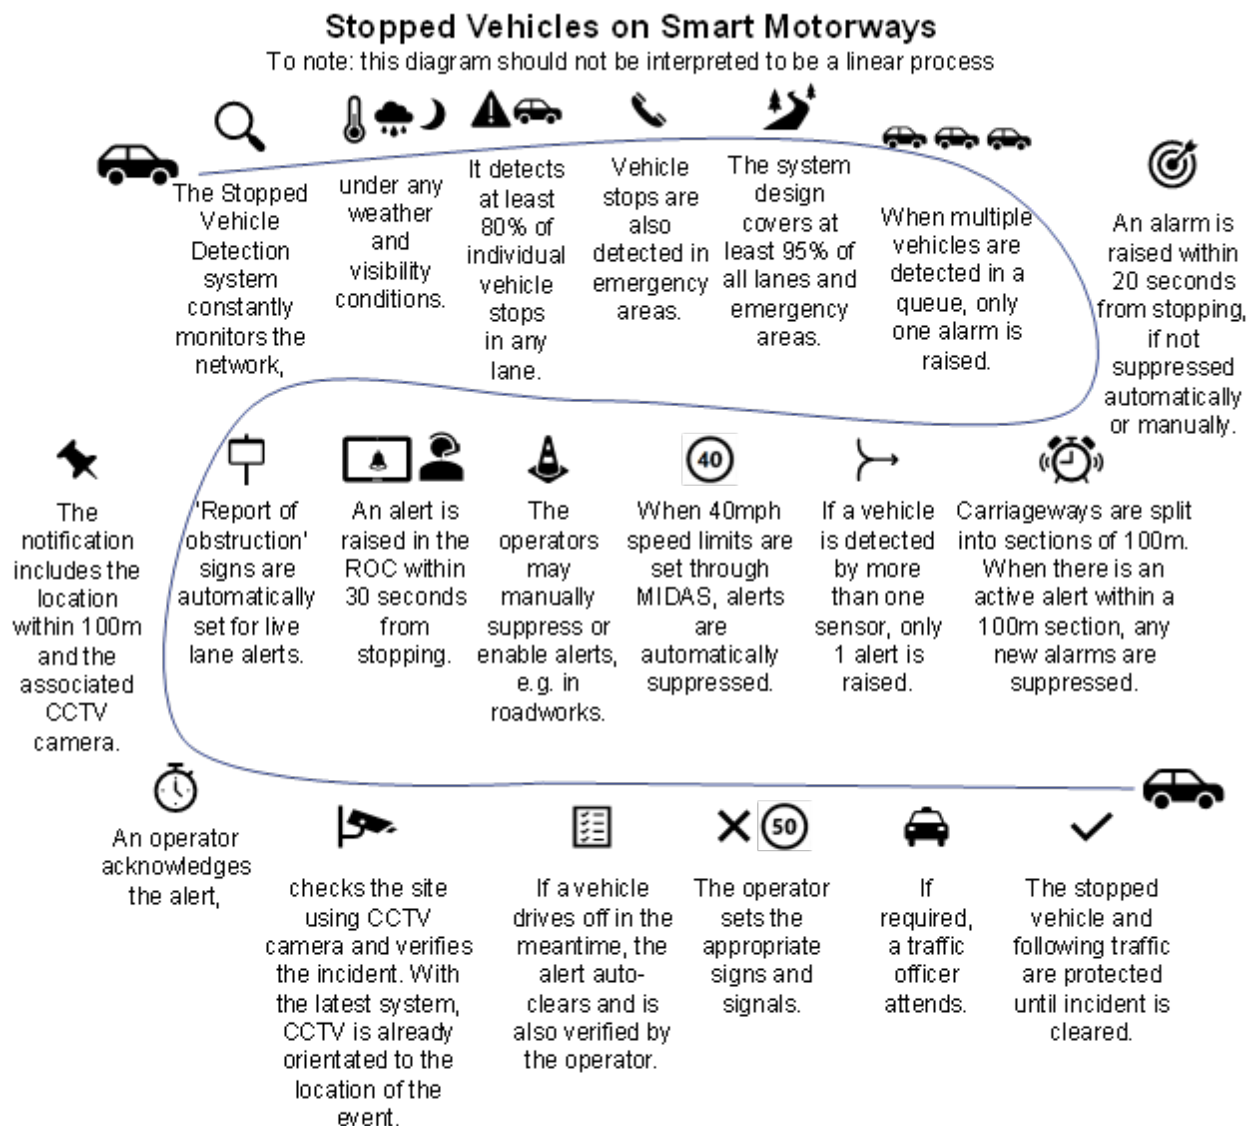 Stopped Vehicles on Smart Motorways
To note: this diagram should not be interpreted to be a linear process
The Stopped
Vehicle
Detection
system
constantly
monitors the
network,
under any
weather
and
visibility
conditions.
It detects
at least
80% of
individual
vehicle
stops
in any
lane.
Vehicle
stops are
also
detected in
emergency
areas.
The system
design
covers at
least 95% of
all lanes and
emergency
areas.
When multiple
vehicles are
detected in a
queue, only
one alarm is
raised.
An alarm is
raised within
20 seconds
from stopping,
if not
suppressed
automatically
or manually.
Carriageways are split
into sections of 100m.
When there is an
active alert within a
100m section, any
new alarms are
suppressed.
If a vehicle
is detected
by more
than one
sensor, only
1 alert is
raised.
40
When 40mph
speed limits are
set through
MIDAS, alerts
are
automatically
suppressed.
The
operators
may
manually
suppress or
enable alerts,
e.g. in
roadworks.
An alert is
raised in the
ROC within
30 seconds
from
stopping.
'Report of
obstruction'
signs are
automatically
set for live
lane alerts.
The
notification
includes the
location
within 100m
and the
associated
CCTV
camera.
An operator
acknowledges
the alert,
checks the site
using CCTV
camera and verifies
the incident. With
the latest system,
CCTV is already
orientated to the
location of the
event.
If a vehicle
drives off in the
meantime, the
alert auto-
clears and is
also verified by
the operator.
50
The operator
sets the
appropriate
signs and
signals.
If
required,
a traffic
officer
attends.
The stopped
vehicle and
following traffic
are protected
until incident is
cleared.